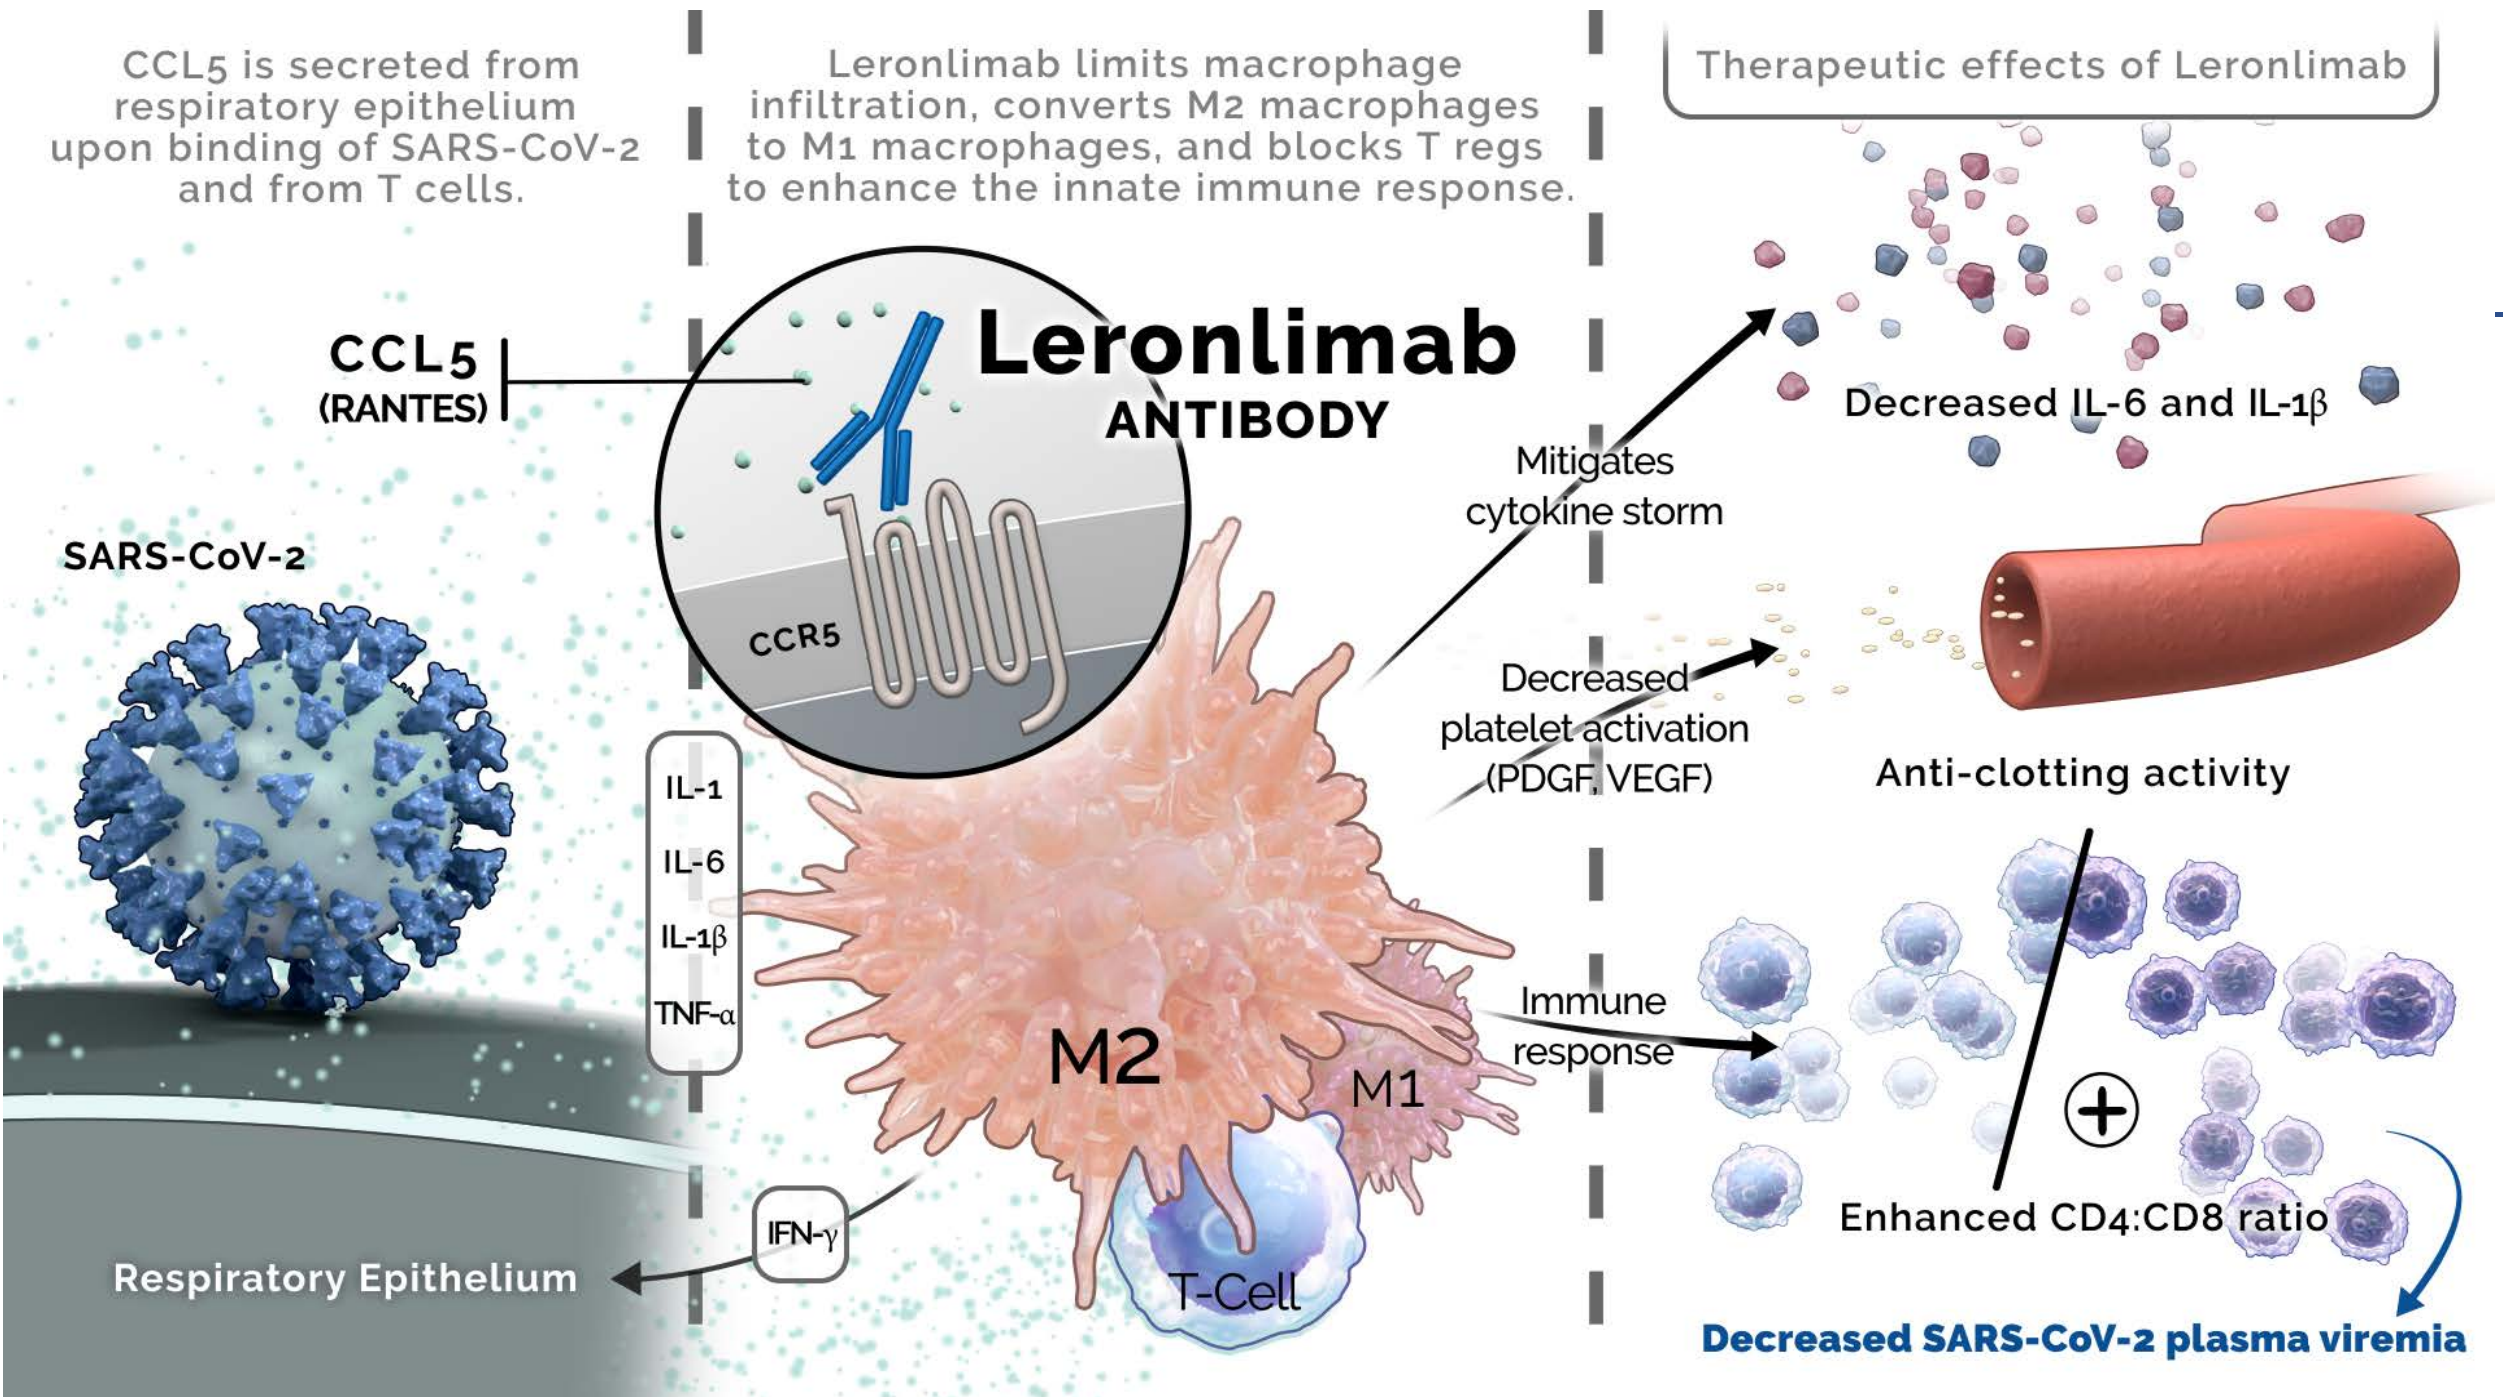 CCL5 is secreted from
respiratory epithelium
upon binding of SARS-CoV-2
and from T cells.
Leronlimab limits macrophage
infiltration, converts M2 macrophages
to M1 macrophages, and blocks T regs
to enhance the innate immune response.
Therapeutic effects of Leronlimab
CCL5
(RANTES)
SARS-CoV-2
Respiratory Epithelium
Leronlimab
ANTIBODY
CCR5
IL-1
IL-6
IL-1β
TNF-α
IFN-γ
M2
M1
T-Cell
Mitigates
cytokine storm
Decreased
platelet activation
(PDGF, VEGF)
Immune
response
Decreased IL-6 and IL-1β
Anti-clotting activity
+
Enhanced CD4:CD8 ratio
Decreased SARS-CoV-2 plasma viremia